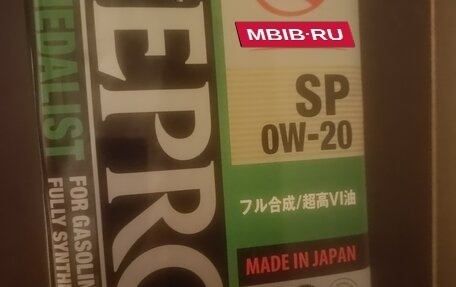 MEDALIST
FOR GASOLIN
FULLY SYNTHE
EPRO
MBIB-RU
SP
0W-20
フル合成/超高VI油
MADE IN JAPAN